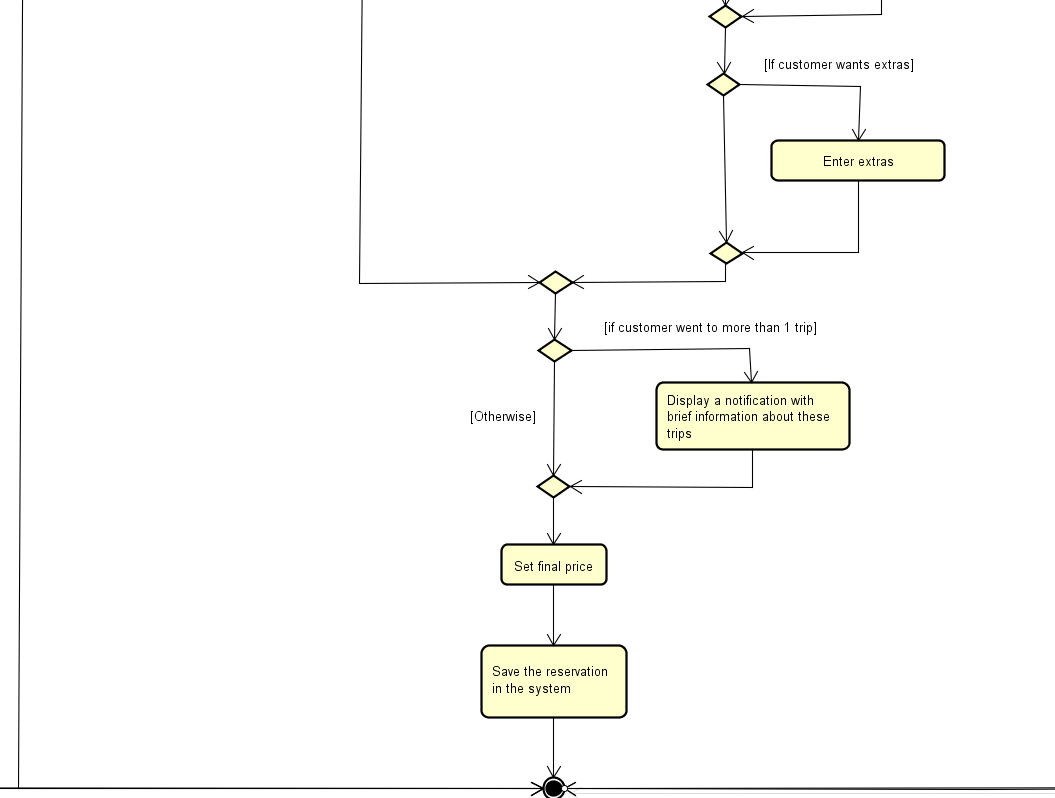 [If customer wants extras]
Enter extras
[if customer went to more than 1 trip]
Display a notification with
brief information about these
trips
[Otherwise]
Set final price
Save the reservation
in the system